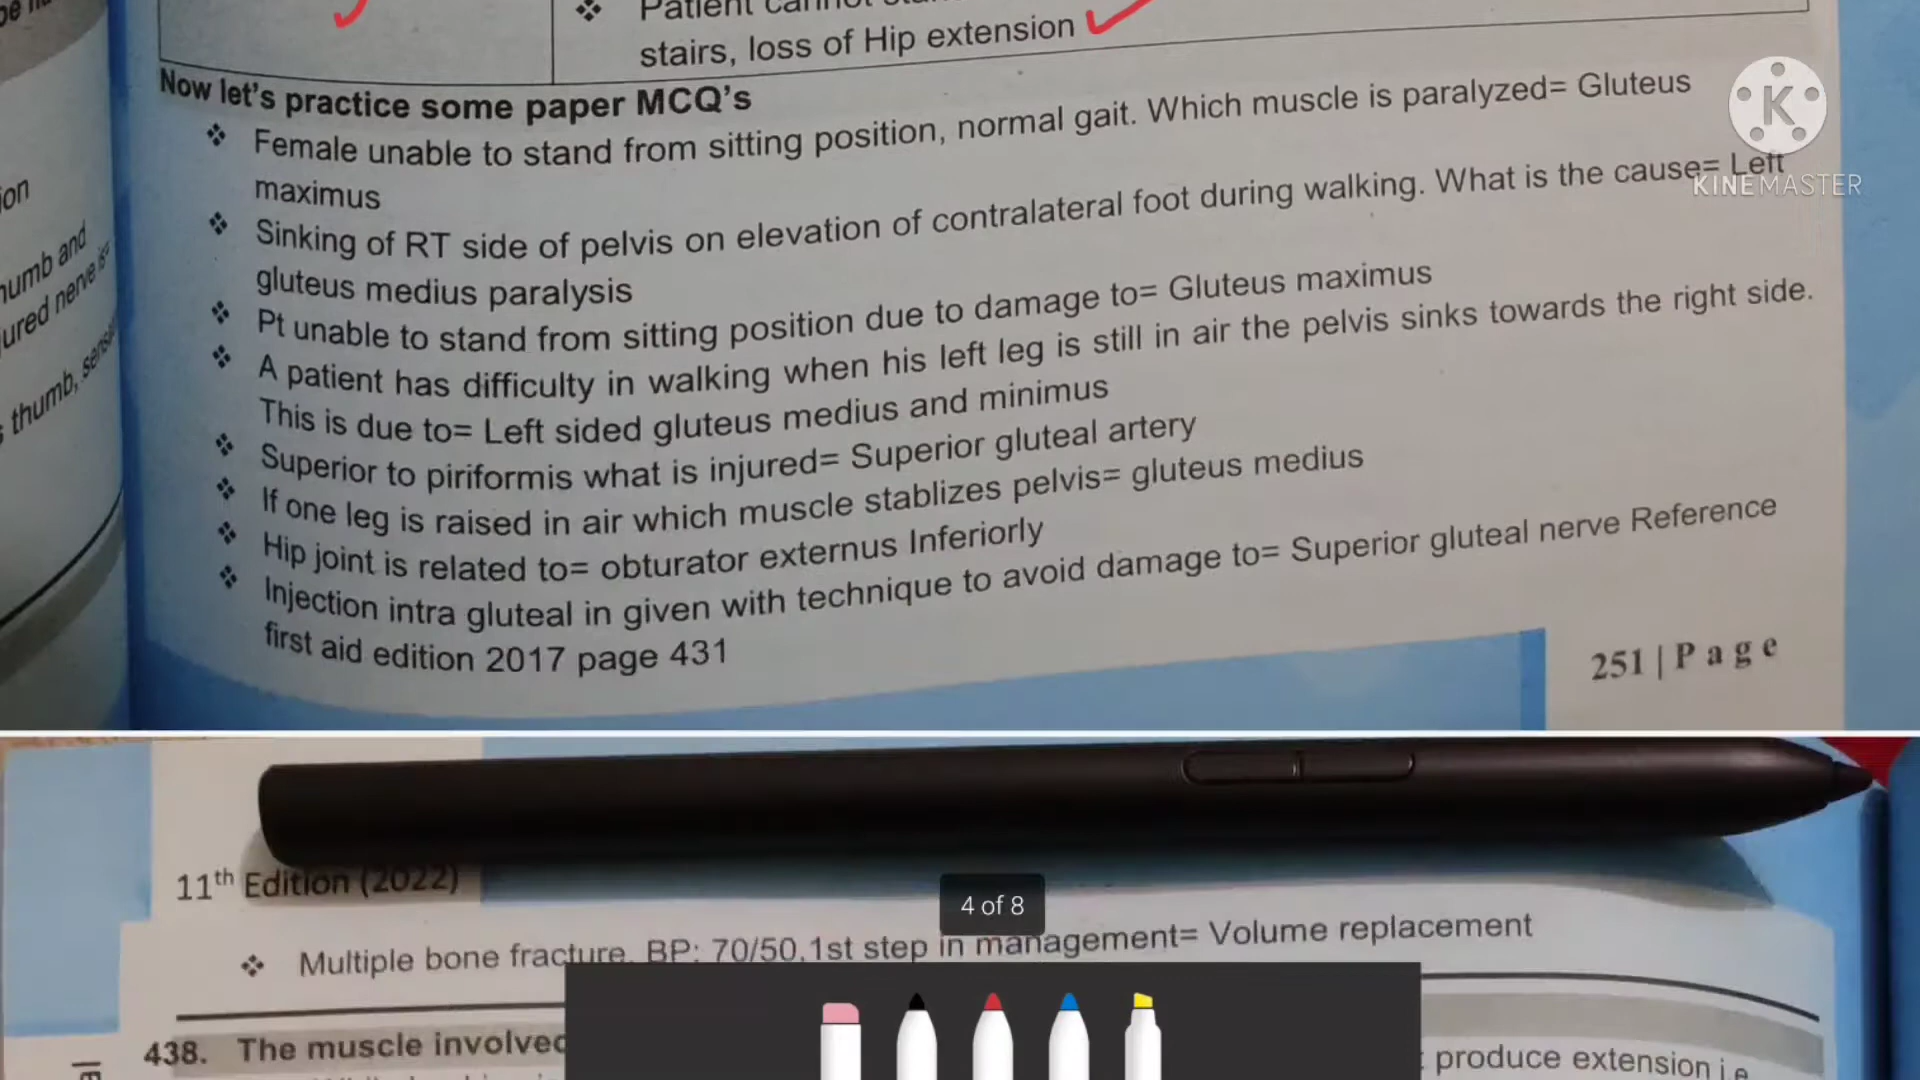 stairs, loss of Hip extension
Now let's practice some paper MCQ's
❖ Female unable to stand from sitting position, normal gait. Which muscle is paralyzed= Gluteus
maximus
❖ Sinking of RT side of pelvis on elevation of contralateral foot during walking. What is the cause= Left
gluteus medius paralysis
❖ Pt unable to stand from sitting position due to damage to= Gluteus maximus
❖ A patient has difficulty in walking when his left leg is still in air the pelvis sinks towards the right side.
This is due to= Left sided gluteus medius and minimus
❖ Superior to piriformis what is injured= Superior gluteal artery
❖ If one leg is raised in air which muscle stablizes pelvis= gluteus medius
❖ Hip joint is related to= obturator externus Inferiorly
❖ Injection intra gluteal in given with technique to avoid damage to= Superior gluteal nerve Reference
first aid edition 2017 page 431
251 | Page
K
KINEMASTER
ion
thumb,
11th Edition (2022)
4 of 8
❖ Multiple bone fracture. BP: 70/50.1st step in management= Volume replacement
438. The muscle involved
produce extension i.e